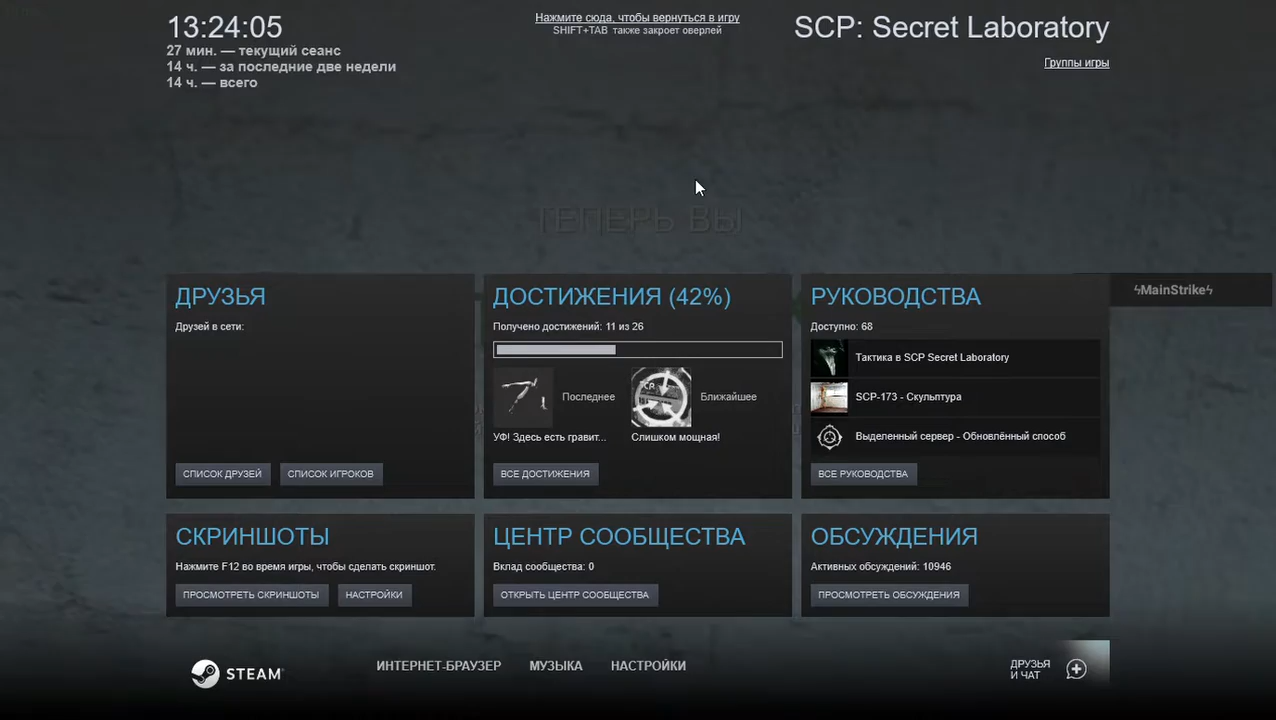 13:24:05
27 мин. — текущий сеанс
14 ч. — за последние две недели
14 ч. — всего
Нажмите сюда, чтобы вернуться в игру
SHIFT+TAB также закроет оверлей
SCP: Secret Laboratory
Группы игры
ТЕПЕРЬ ВЫ
ДРУЗЬЯ
Друзей в сети:
СПИСОК ДРУЗЕЙ
СПИСОК ИГРОКОВ
ДОСТИЖЕНИЯ (42%)
Получено достижений: 11 из 26
Последнее
Ближайшее
УФ! Здесь есть гравит...
Слишком мощная!
ВСЕ ДОСТИЖЕНИЯ
РУКОВОДСТВА
Доступно: 68
Тактика в SCP Secret Laboratory
SCP-173 - Скульптура
Выделенный сервер - Обновлённый способ
ВСЕ РУКОВОДСТВА
ϟMainStrikeϟ
СКРИНШОТЫ
Нажмите F12 во время игры, чтобы сделать скриншот.
ПРОСМОТРЕТЬ СКРИНШОТЫ
НАСТРОЙКИ
ЦЕНТР СООБЩЕСТВА
Вклад сообщества: 0
ОТКРЫТЬ ЦЕНТР СООБЩЕСТВА
ОБСУЖДЕНИЯ
Активных обсуждений: 10946
ПРОСМОТРЕТЬ ОБСУЖДЕНИЯ
STEAM
ИНТЕРНЕТ-БРАУЗЕР
МУЗЫКА
НАСТРОЙКИ
ДРУЗЬЯ
И ЧАТ